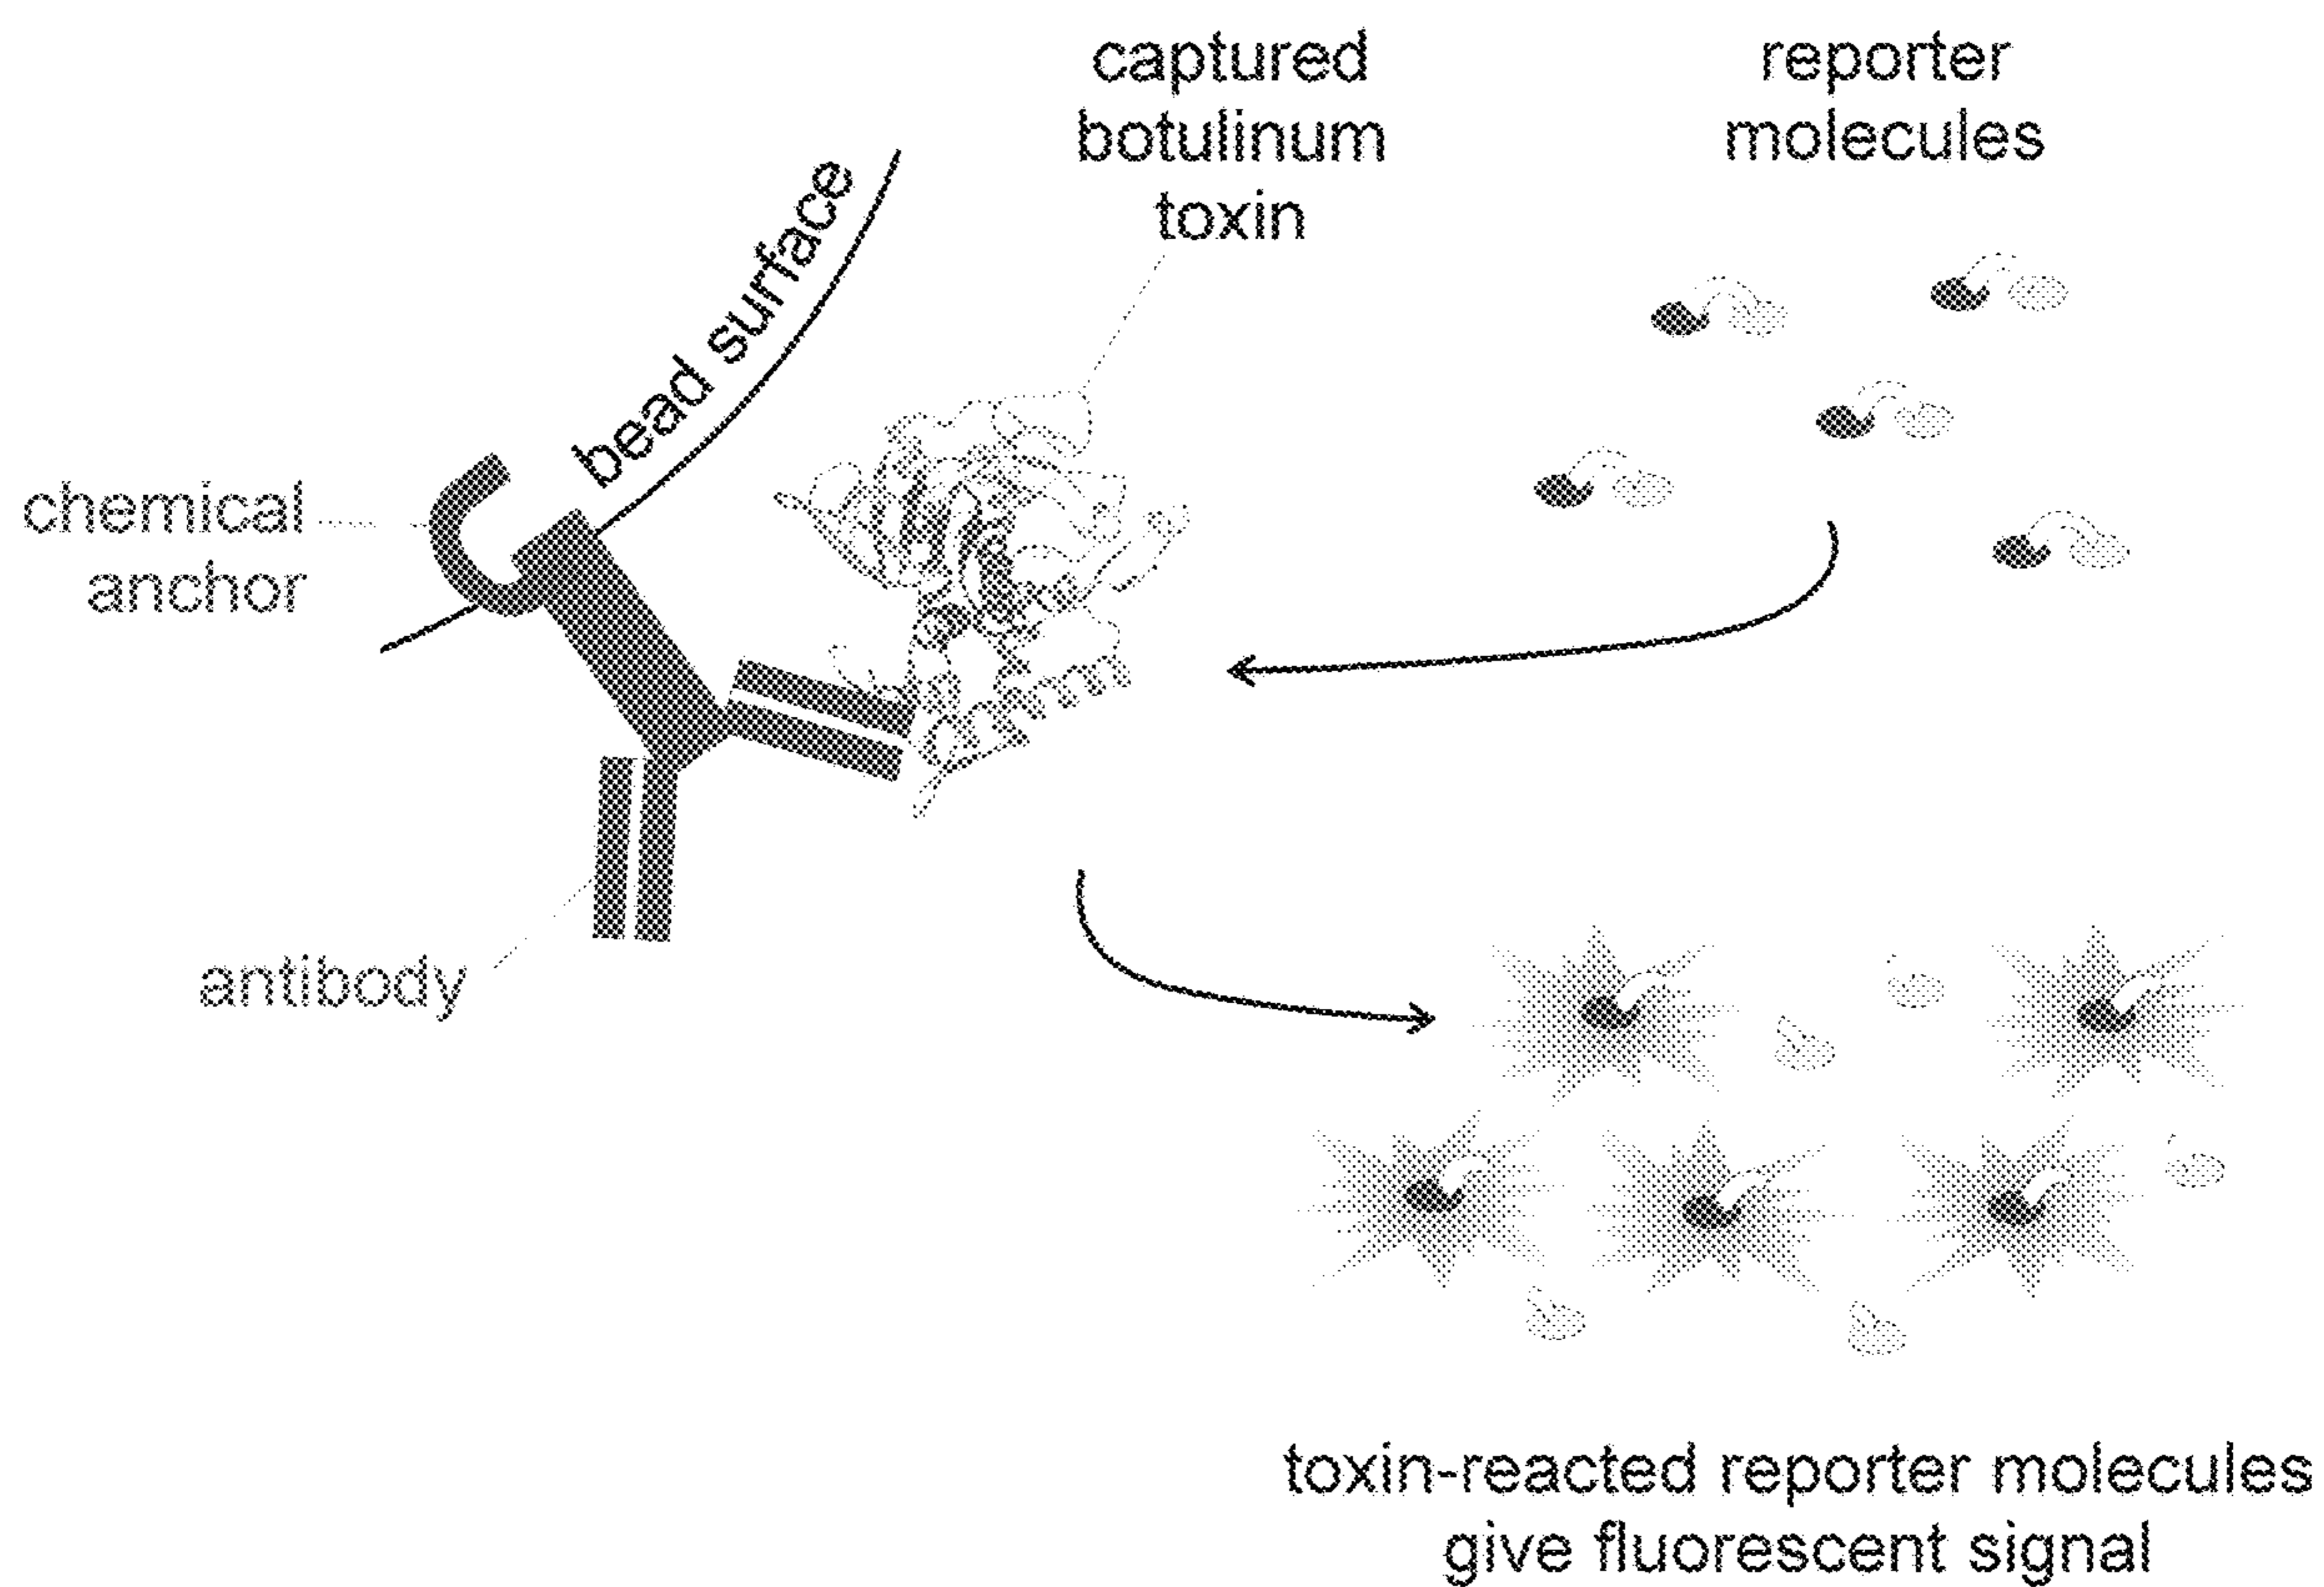 captured
botulinum
toxin
reporter
molecules
bead surface
chemical
anchor
antibody
toxin-reacted reporter molecules
give fluorescent signal